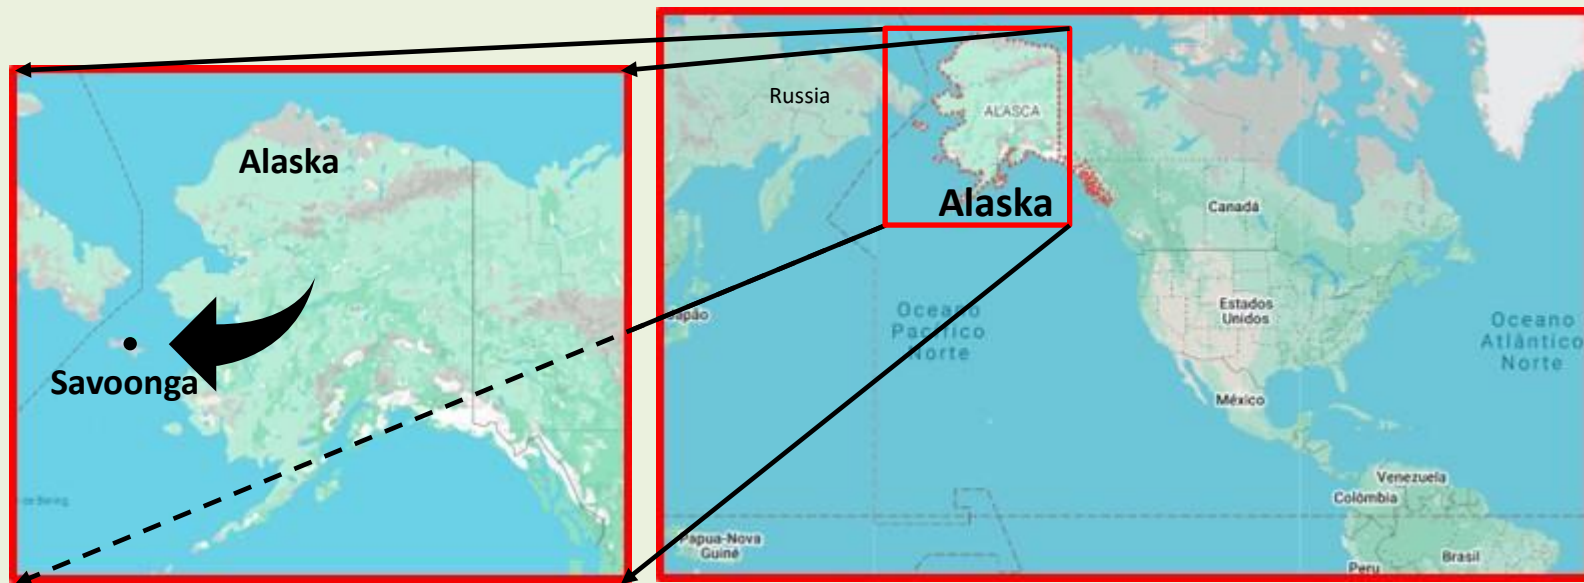 Alaska
Savoonga
Russia
ALASCA
Alaska
Canadá
Estados
Unidos
Oceano
Pacífico
Norte
Oceano
Atlântico
Norte
México
Venezuela
Colômbia
Papua-Nova
Guiné
Brasil
Peru